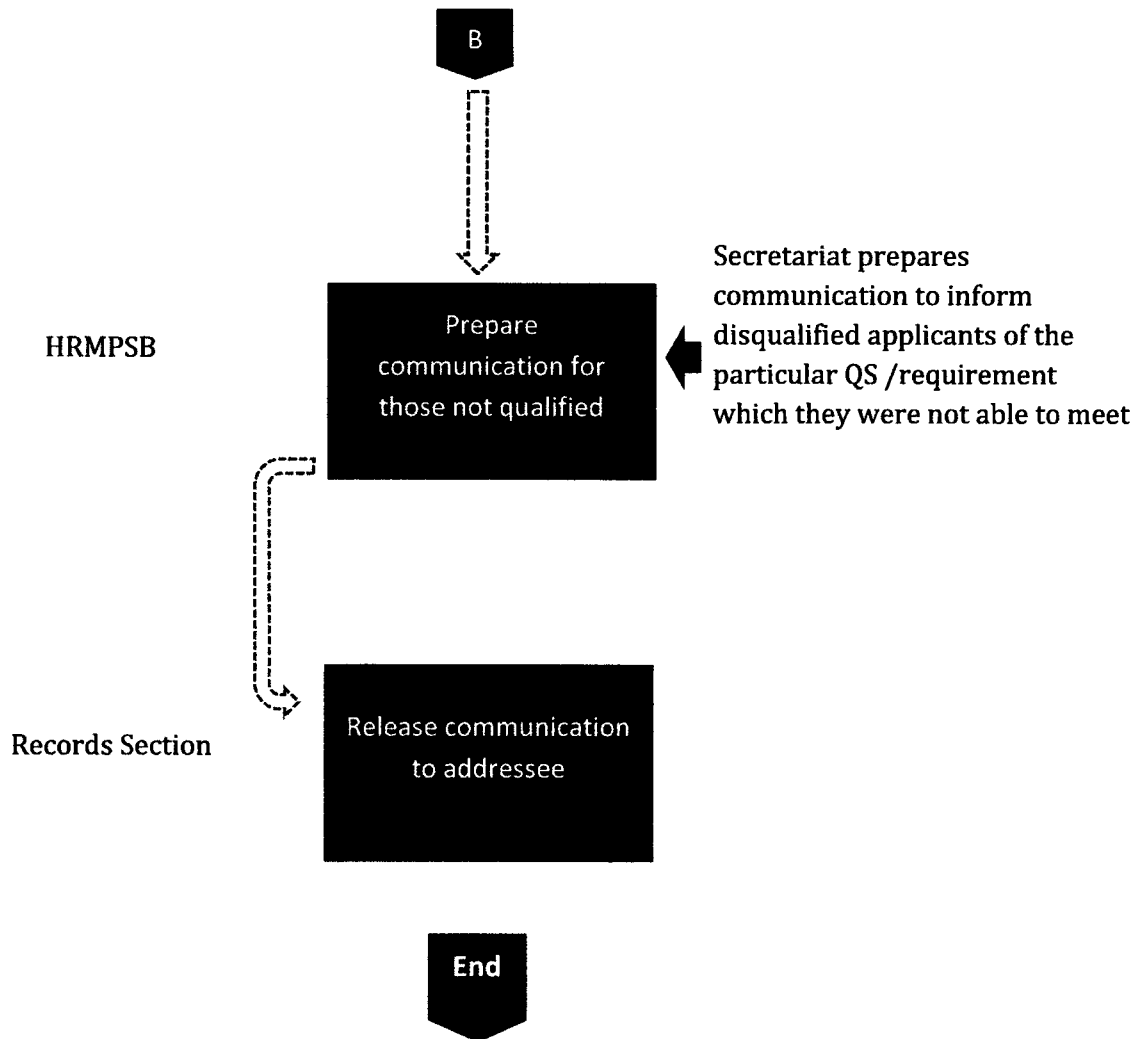 B
HRMPSB
Prepare
communication for
those not qualified
Secretariat prepares
communication to inform
disqualified applicants of the
particular QS /requirement
which they were not able to meet
Records Section
Release communication
to addressee
End